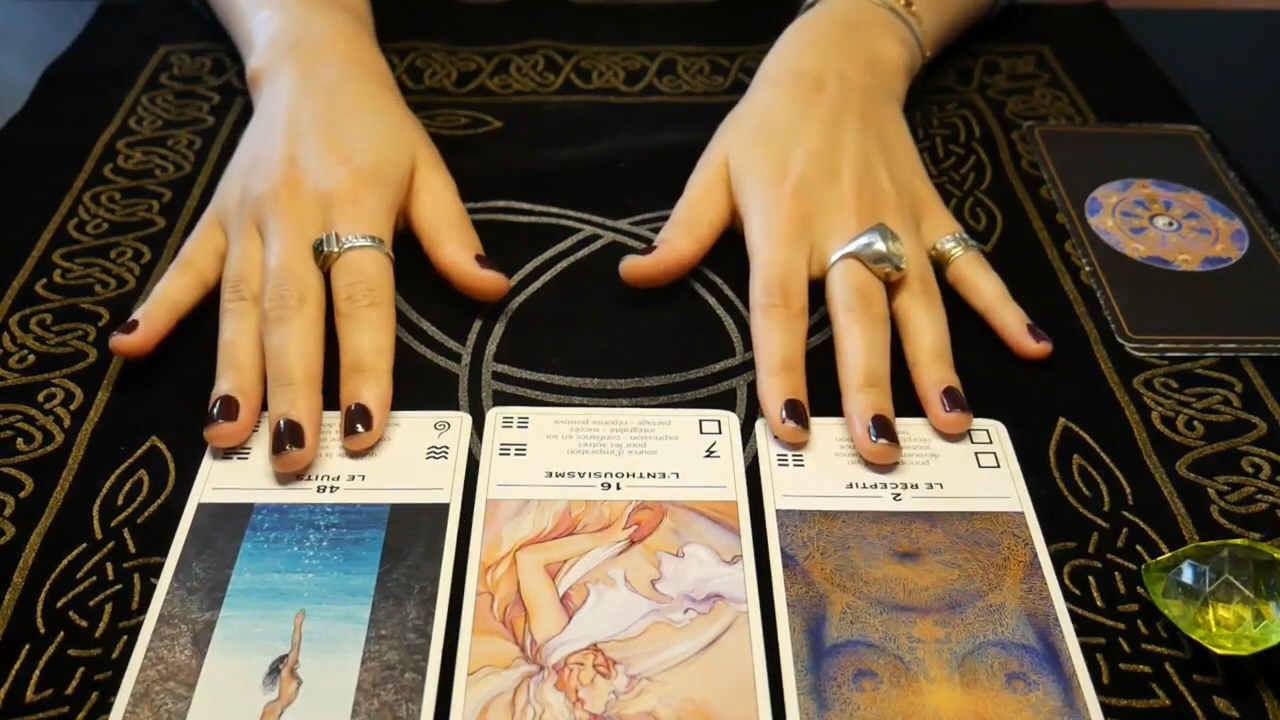 48
LE PUITS
16
L'ENTHOUSIASME
source d'inspiration
pour les autres
expression - confiance en soi
intégralité - succès
partage - réponse positive
2
LE RÉCEPTIF